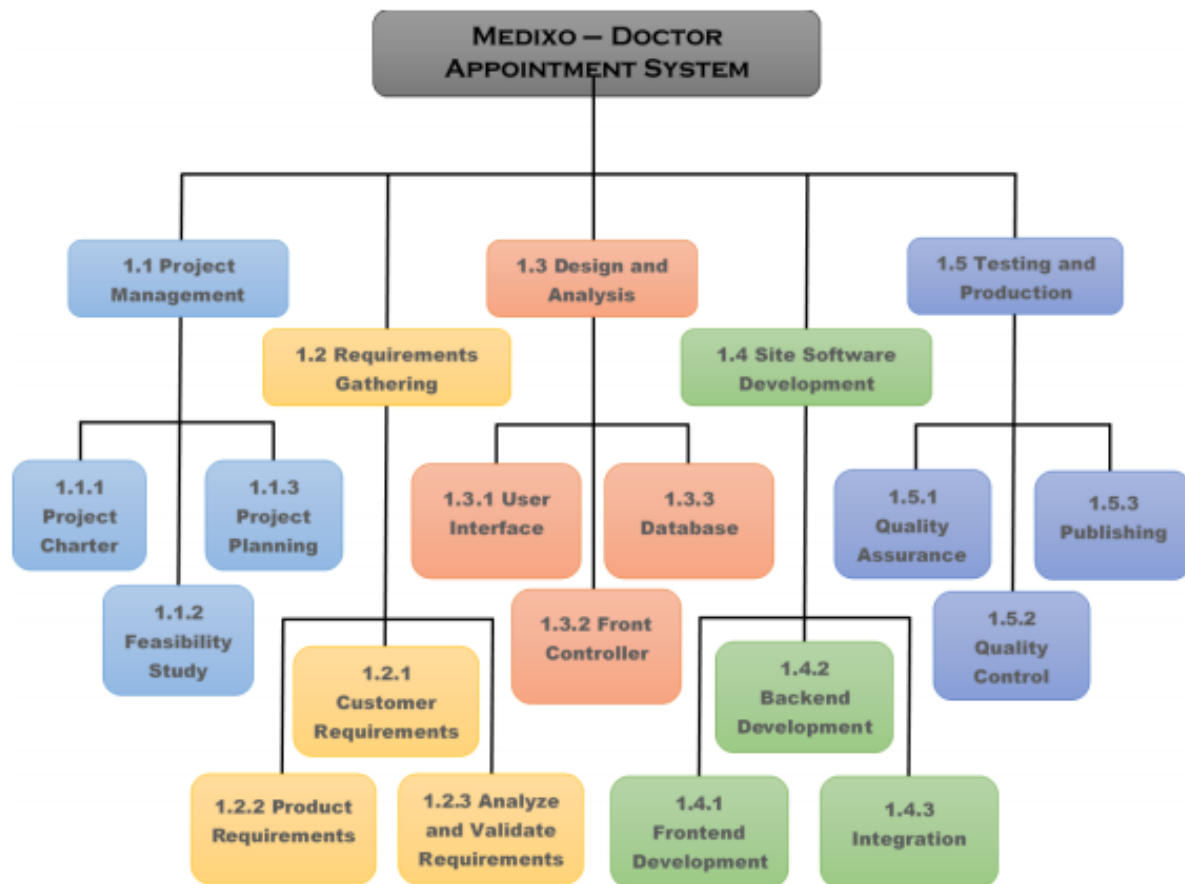 MEDIXO – DOCTOR
APPOINTMENT SYSTEM
1.1 Project
Management
1.2 Requirements
Gathering
1.3 Design and
Analysis
1.4 Site Software
Development
1.5 Testing and
Production
1.1.1
Project
Charter
1.1.3
Project
Planning
1.1.2
Feasibility
Study
1.2.1
Customer
Requirements
1.2.2 Product
Requirements
1.2.3 Analyze
and Validate
Requirements
1.3.1 User
Interface
1.3.3
Database
1.3.2 Front
Controller
1.4.2
Backend
Development
1.4.1
Frontend
Development
1.4.3
Integration
1.5.1
Quality
Assurance
1.5.3
Publishing
1.5.2
Quality
Control